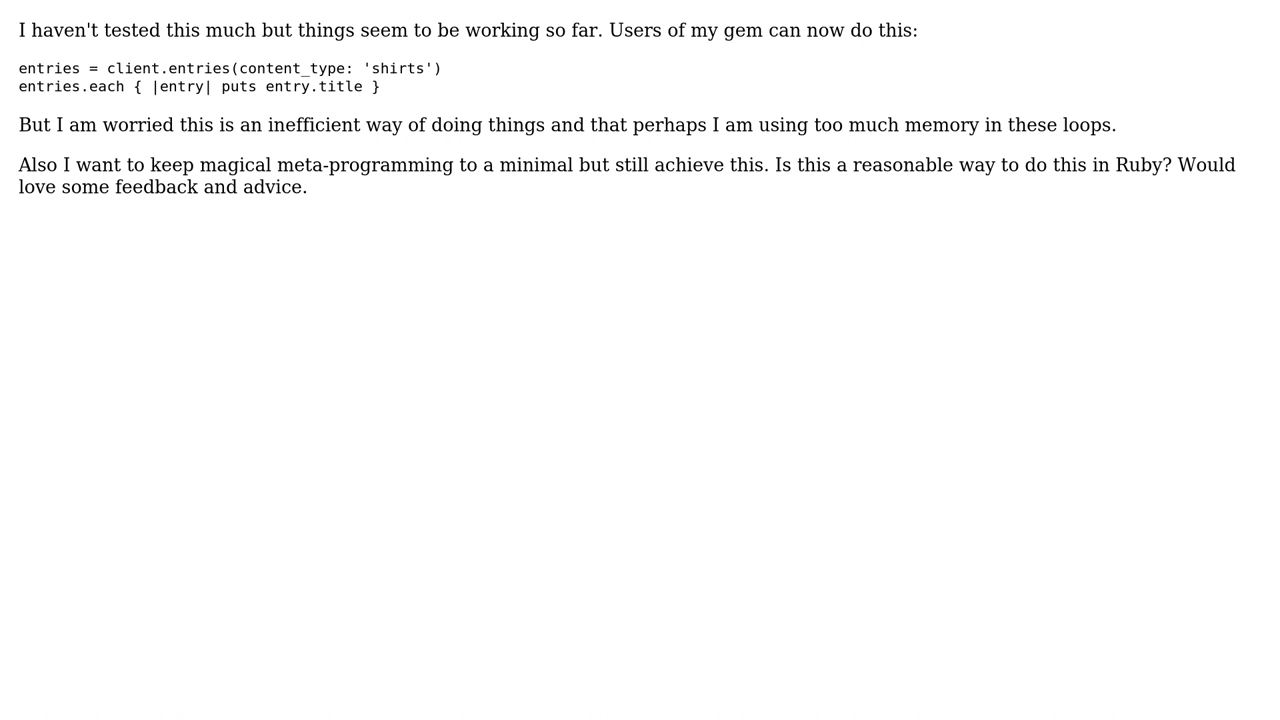 I haven't tested this much but things seem to be working so far. Users of my gem can now do this:
entries = client.entries(content_type: 'shirts')
entries.each { |entry| puts entry.title }
But I am worried this is an inefficient way of doing things and that perhaps I am using too much memory in these loops.
Also I want to keep magical meta-programming to a minimal but still achieve this. Is this a reasonable way to do this in Ruby? Would
love some feedback and advice.